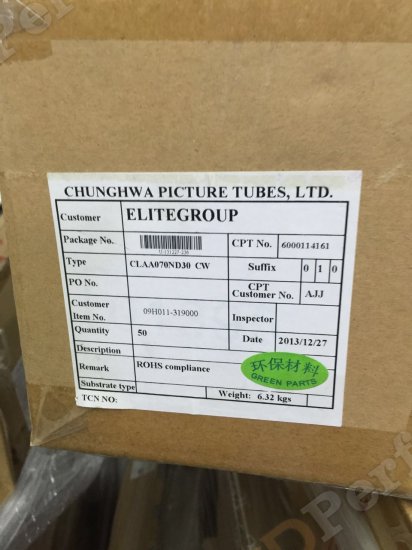 CHUNGHWA PICTURE TUBES, LTD.
Customer ELITEGROUP
Package No. CPT No. 6000114161
Type CLAA070ND30 CW Suffix 0 1 0
PO No. CPT Customer No. AJJ
Customer Item No. 09H011-319000 Inspector
Quantity 50 Date 2013/12/27
Description
Remark ROHS compliance 环保材料
GREEN PARTS
Substrate type
TCN NO: Weight: 6.32 kgs